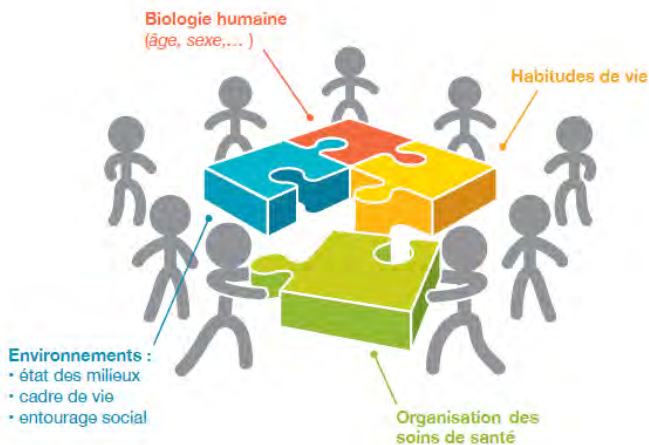 Biologie humaine
(âge, sexe,... )
Habitudes de vie
Environnements :
• état des milieux
• cadre de vie
• entourage social
Organisation des
soins de santé